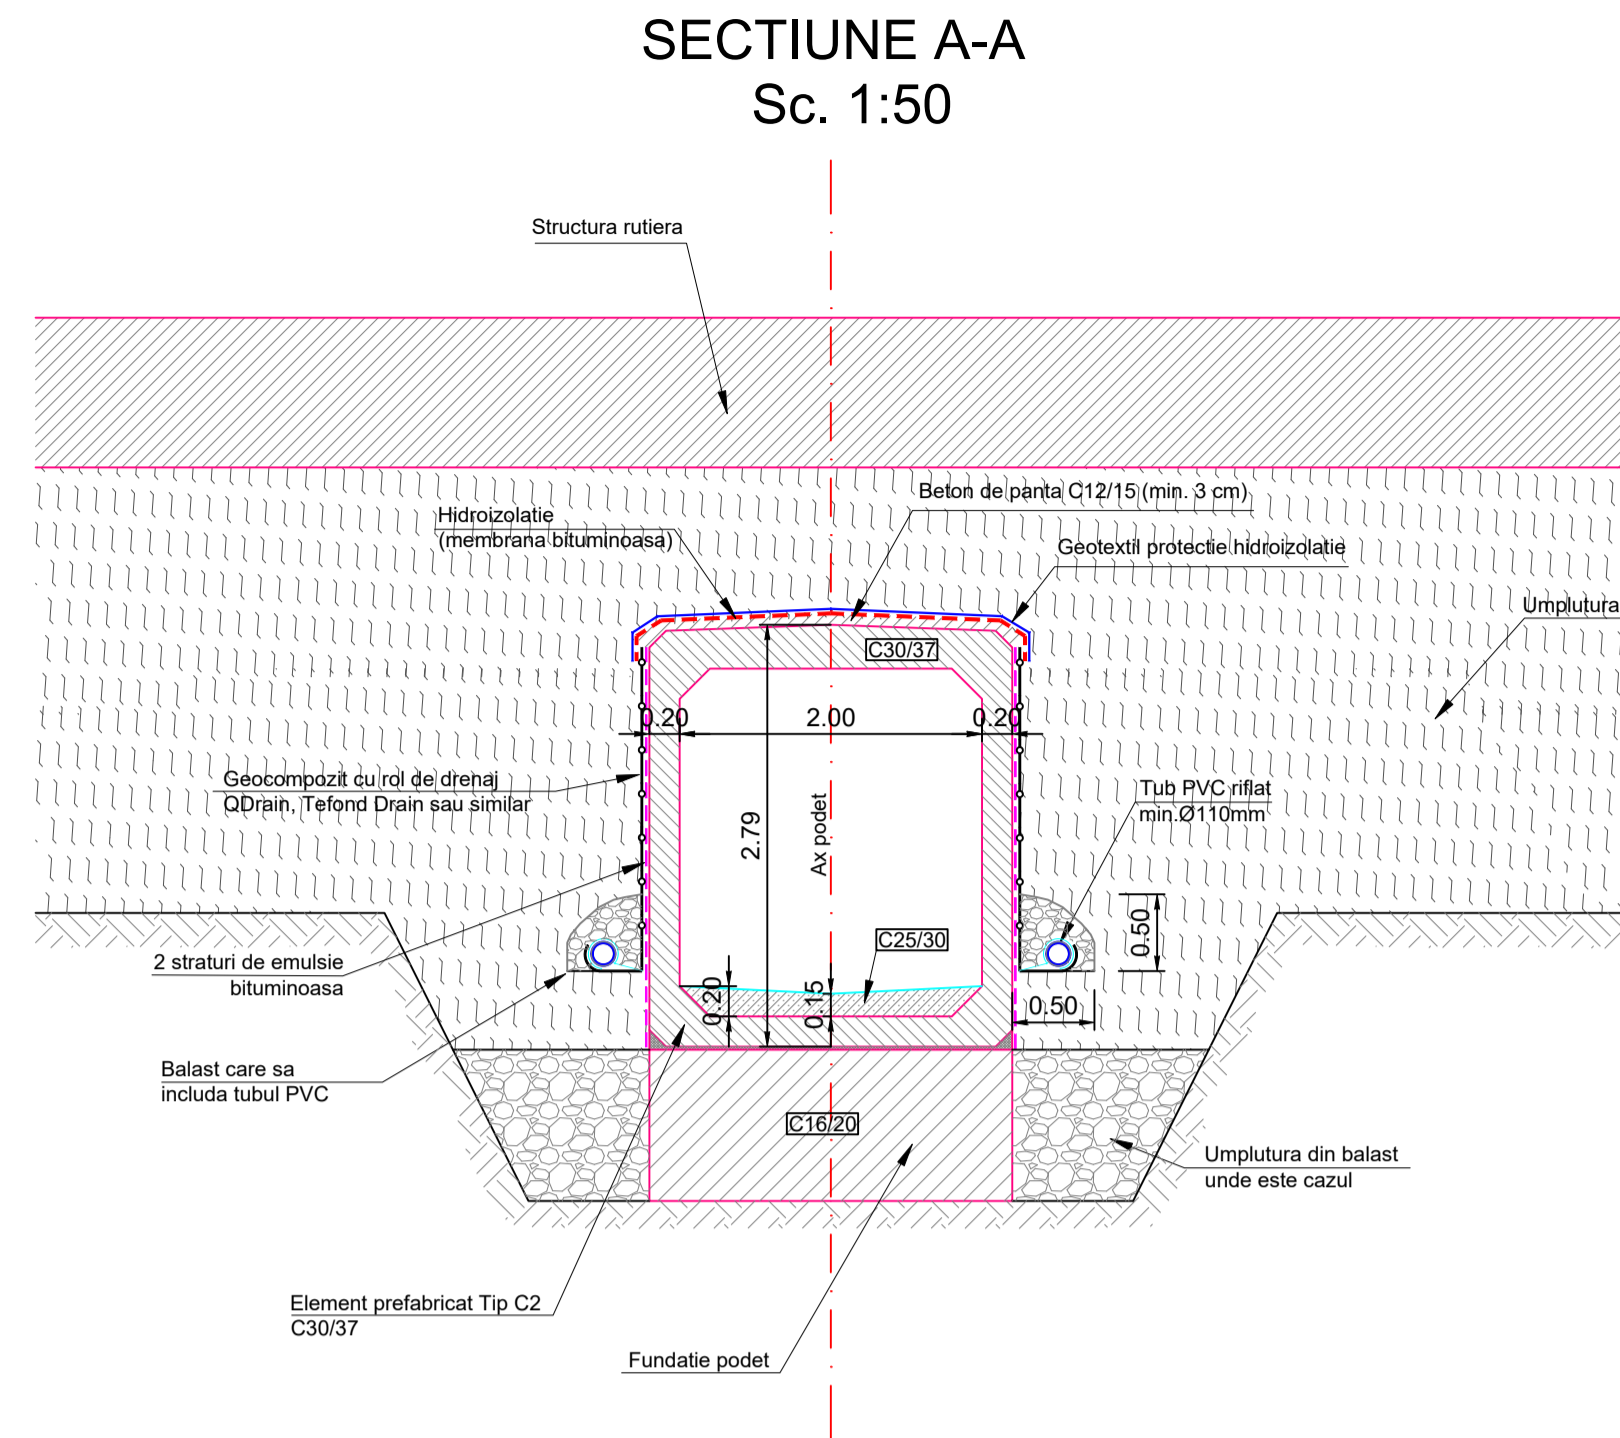 SECTIUNE A-A
Sc. 1:50
Structura rutiera
Beton de panta C12/15 (min. 3 cm)
Hidroizolatie
(membrana bituminoasa)
Geotextil protectie hidroizolatie
Umplutura
C30/37
0.20
2.00
0.20
Geocompozit cu rol de drenaj
QDrain, Tefond Drain sau similar
Tub PVC riflat
min.Ø110mm
2.79
Ax podet
0.50
C25/30
2 straturi de emulsie
bituminoasa
0.20
0.15
0.50
Balast care sa
includa tubul PVC
C16/20
Umplutura din balast
unde este cazul
Element prefabricat Tip C2
C30/37
Fundatie podet